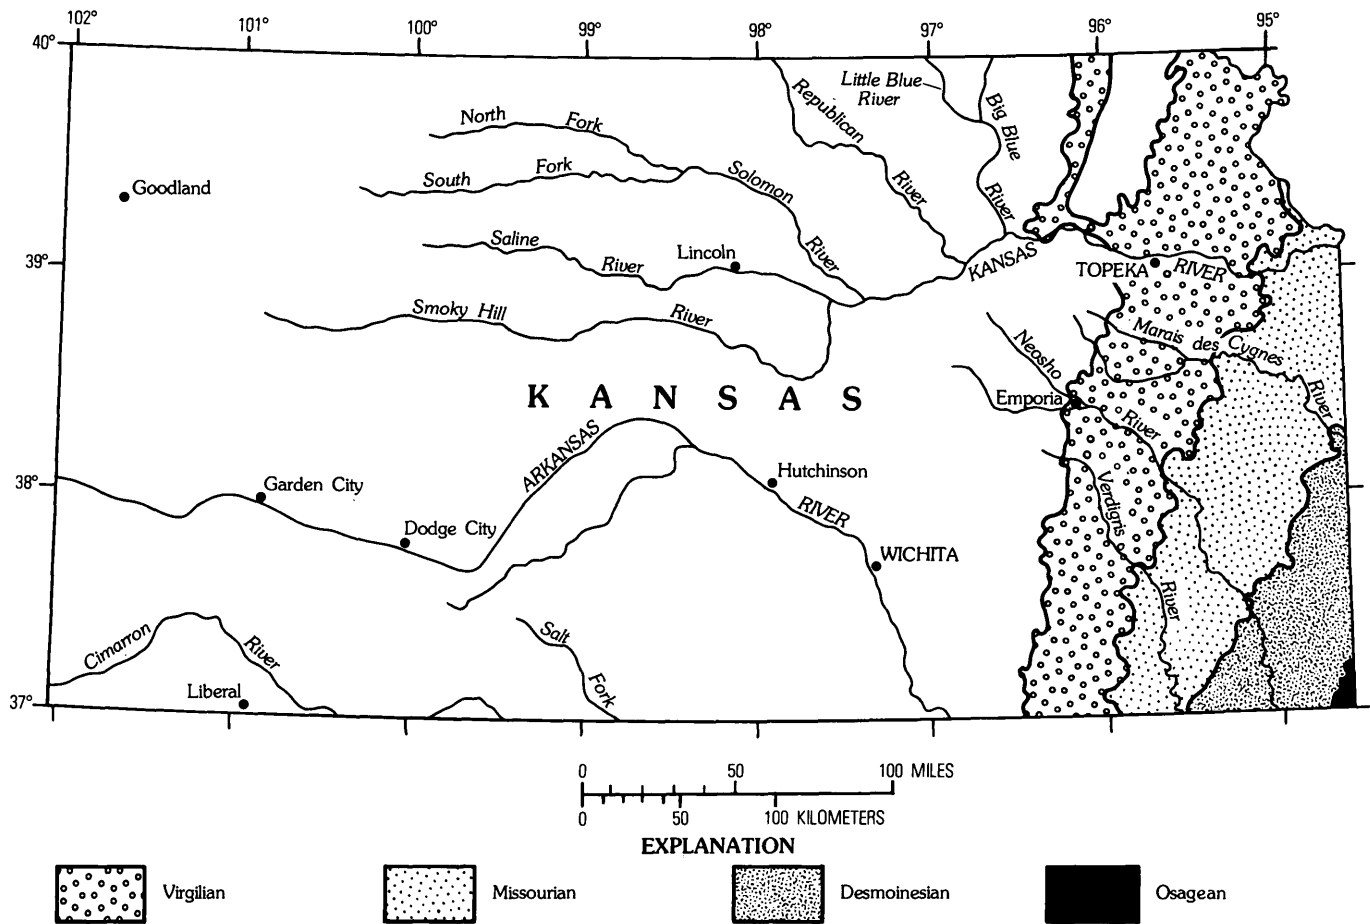 102° 101° 100° 99° 98° 97° 96° 95°
40°
Little Blue
River
Republican
River
Big Blue
River
North Fork
South Fork
Solomon
River
Goodland
Saline
River
Lincoln
39°
KANSAS
RIVER
TOPEKA
Smoky Hill
River
Marais des Cygnes
River
Neosho
River
Emporia
KANSAS
ARKANSAS
RIVER
38°
Garden City
Hutchinson
Dodge City
WICHITA
Verdigris
River
Cimarron
River
Salt
Fork
Liberal
37°
0 50 100 MILES
0 50 100 KILOMETERS
EXPLANATION
Virgilian Missourian Desmoinesian Osagean